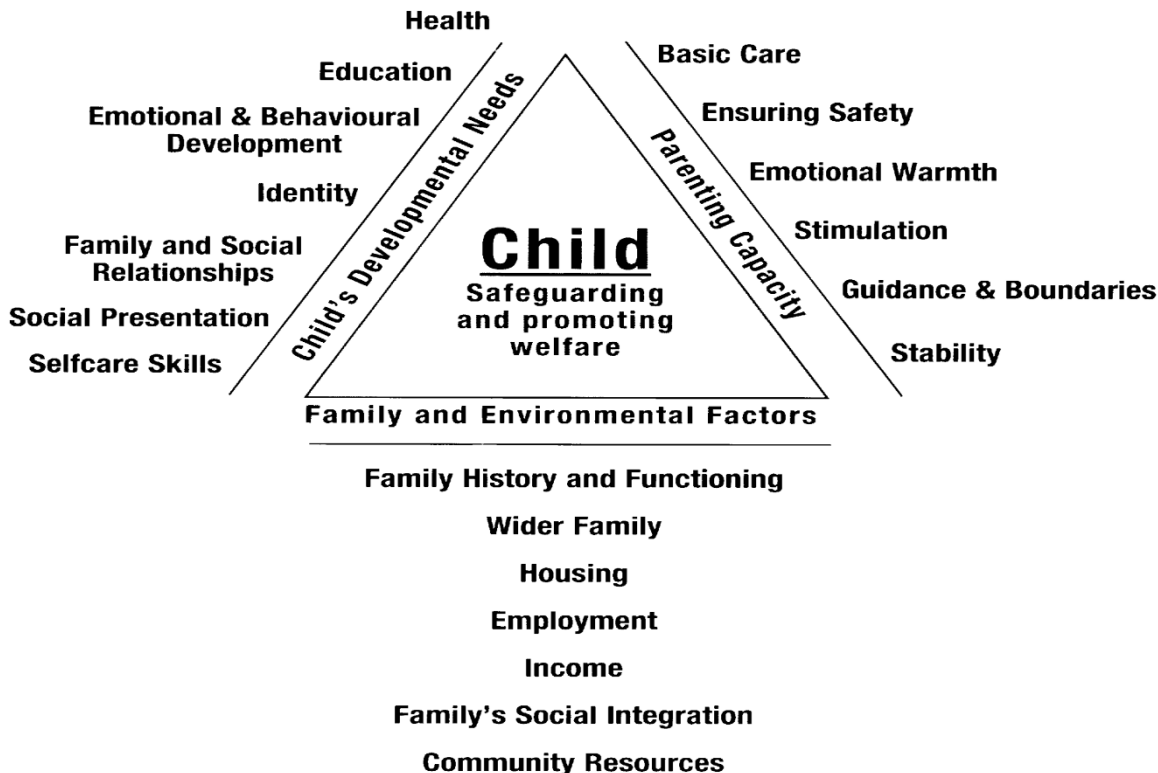 Health
Education
Emotional & Behavioural
Development
Identity
Family and Social
Relationships
Social Presentation
Selfcare Skills
Child's Developmental Needs
Child
Safeguarding
and promoting
welfare
Parenting Capacity
Basic Care
Ensuring Safety
Emotional Warmth
Stimulation
Guidance & Boundaries
Stability
Family and Environmental Factors
Family History and Functioning
Wider Family
Housing
Employment
Income
Family's Social Integration
Community Resources